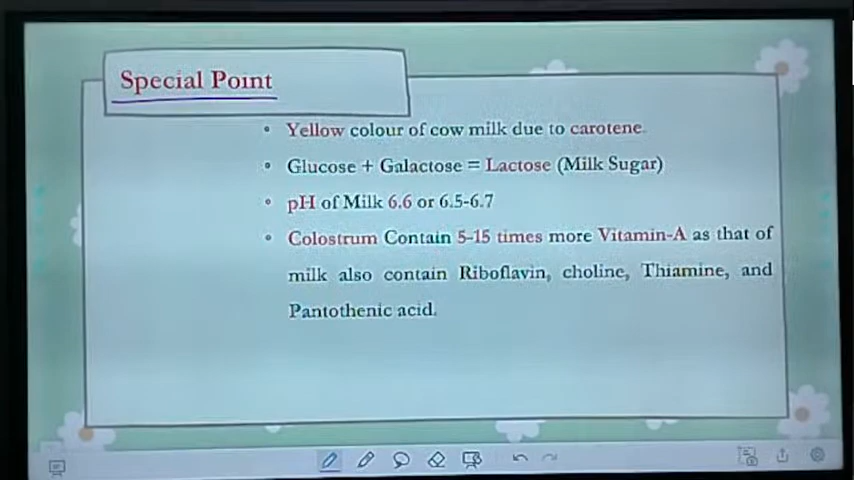 Special Point
• Yellow colour of cow milk due to carotene.
• Glucose + Galactose = Lactose (Milk Sugar)
• pH of Milk 6.6 or 6.5-6.7
• Colostrum Contain 5-15 times more Vitamin-A as that of
milk also contain Riboflavin, choline, Thiamine, and
Pantothenic acid.